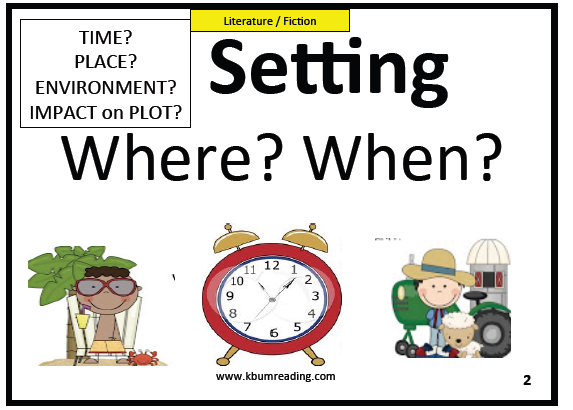 Literature / Fiction
TIME?
PLACE?
ENVIRONMENT?
IMPACT on PLOT?
Setting
Where? When?
12
1
2
3
4
5
6
7
8
9
10
11
www.kbumreading.com
2